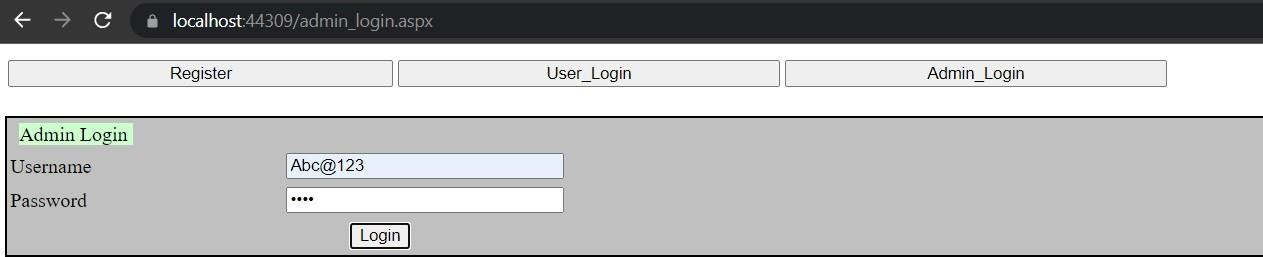 localhost:44309/admin_login.aspx
Register User_Login Admin_Login
Admin Login
Username Abc@123
Password ••••
Login